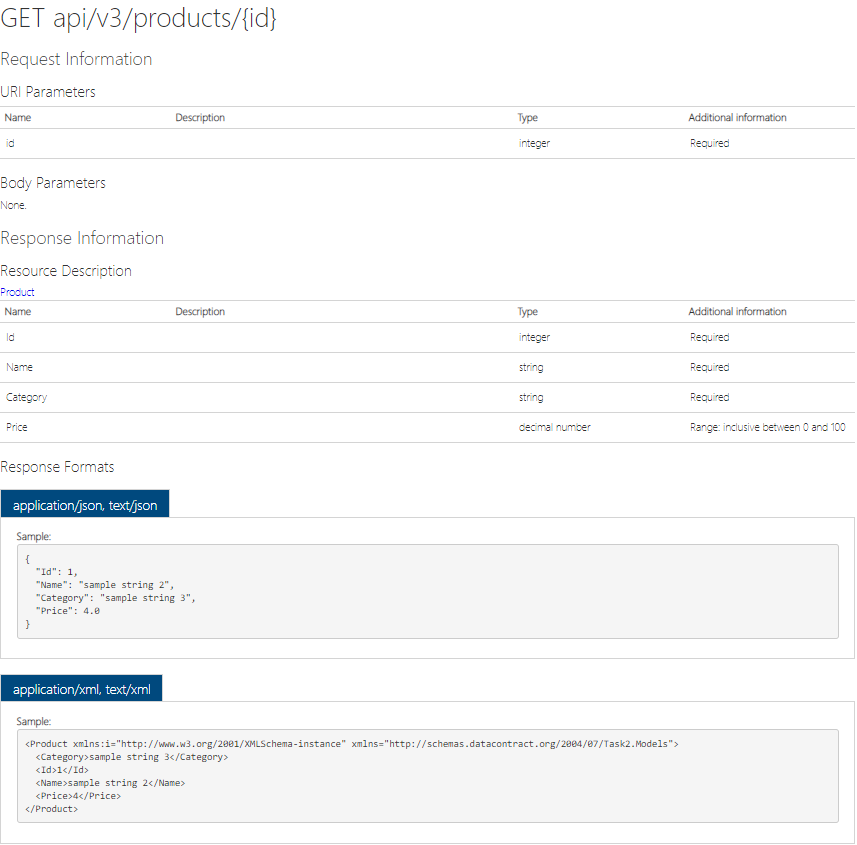 GET api/v3/products/{id}
Request Information
URI Parameters
Name Description Type Additional information
id integer Required
Body Parameters
None.
Response Information
Resource Description
Product
Name Description Type Additional information
Id integer Required
Name string Required
Category string Required
Price decimal number Range: inclusive between 0 and 100
Response Formats
application/json, text/json
Sample:
{
  "Id": 1,
  "Name": "sample string 2",
  "Category": "sample string 3",
  "Price": 4.0
}
application/xml, text/xml
Sample:
<Product xmlns:i="http://www.w3.org/2001/XMLSchema-instance" xmlns="http://schemas.datacontract.org/2004/07/Task2.Models">
  <Category>sample string 3</Category>
  <Id>1</Id>
  <Name>sample string 2</Name>
  <Price>4</Price>
</Product>